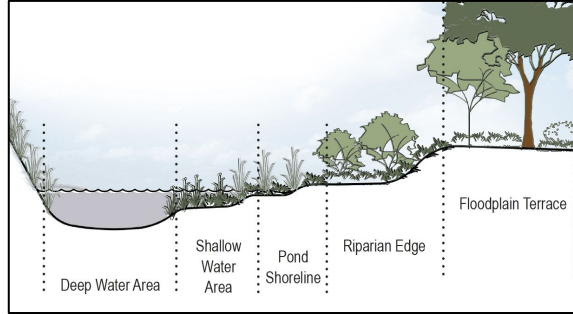 Deep Water Area
Shallow
Water
Area
Pond
Shoreline
Riparian Edge
Floodplain Terrace